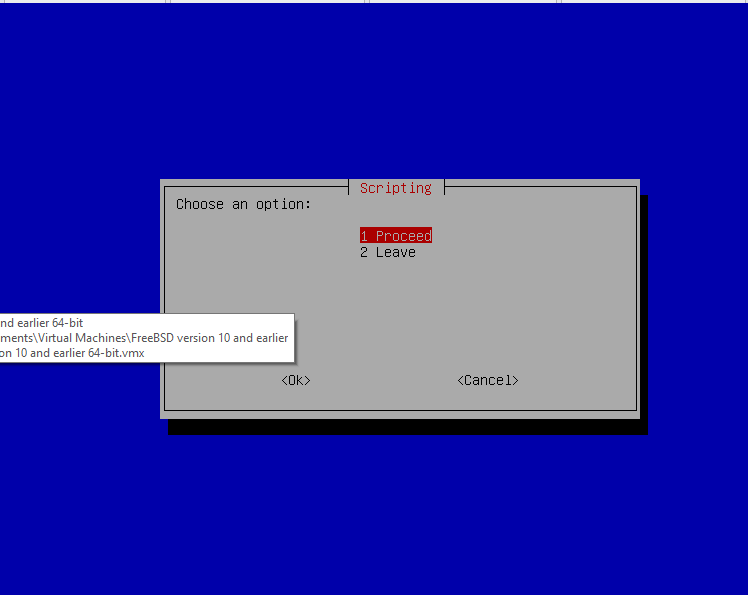 Scripting
Choose an option:
1 Proceed
2 Leave
nd earlier 64-bit
ments\Virtual Machines\FreeBSD version 10 and earlier
on 10 and earlier 64-bit.vmx
<Ok> <Cancel>